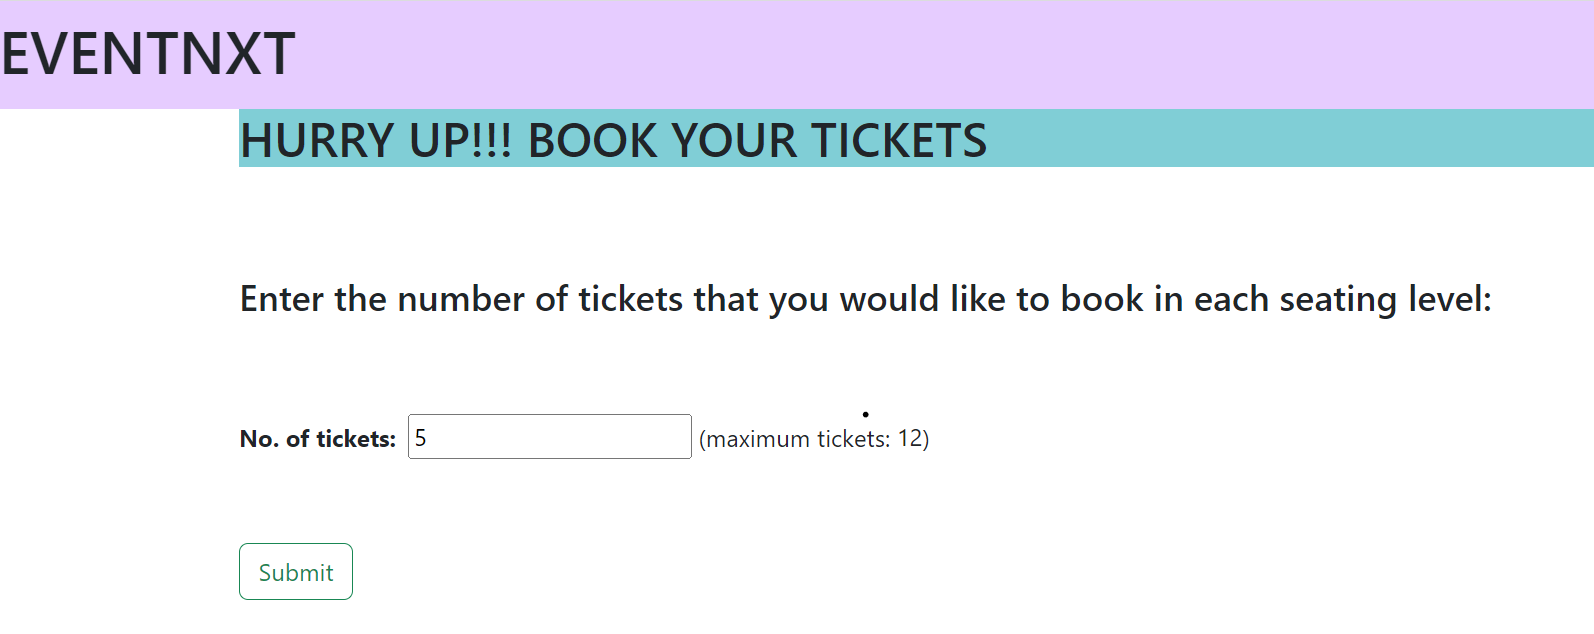 EVENTNXT
HURRY UP!!! BOOK YOUR TICKETS
Enter the number of tickets that you would like to book in each seating level:
No. of tickets: 5 (maximum tickets: 12)
Submit